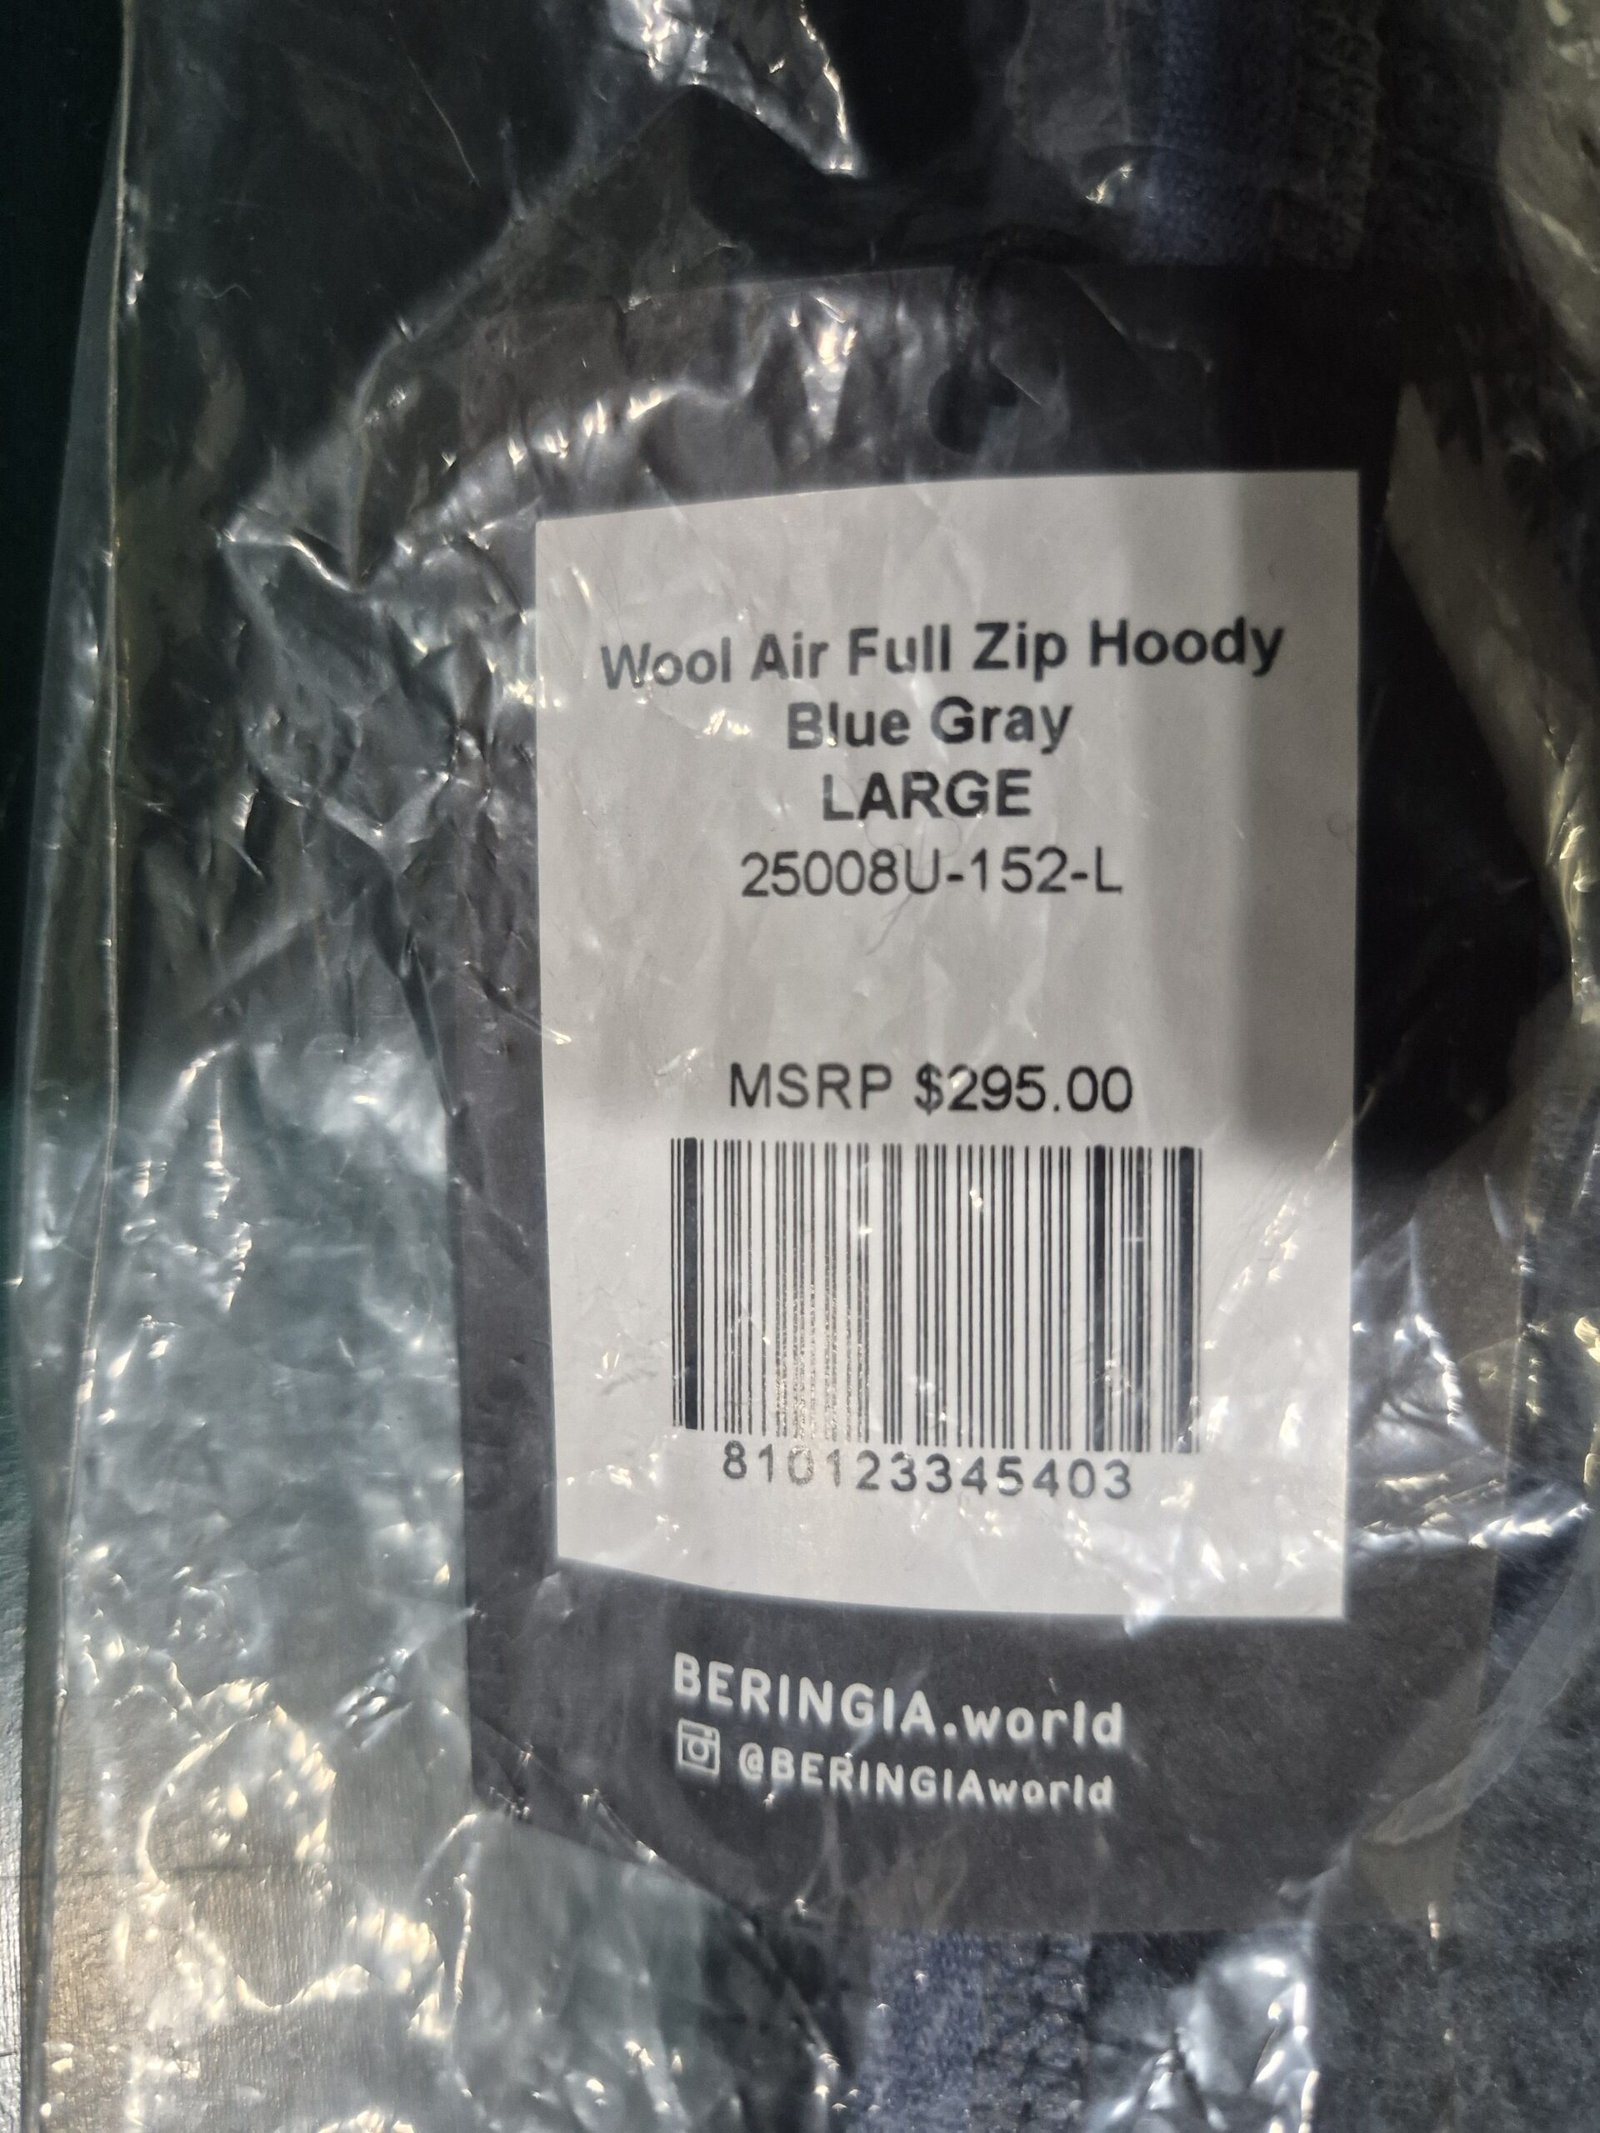 Wool Air Full Zip Hoody
Blue Gray
LARGE
25008U-152-L
MSRP $295.00
810123345403
BERINGIA.world
@BERINGIAworld